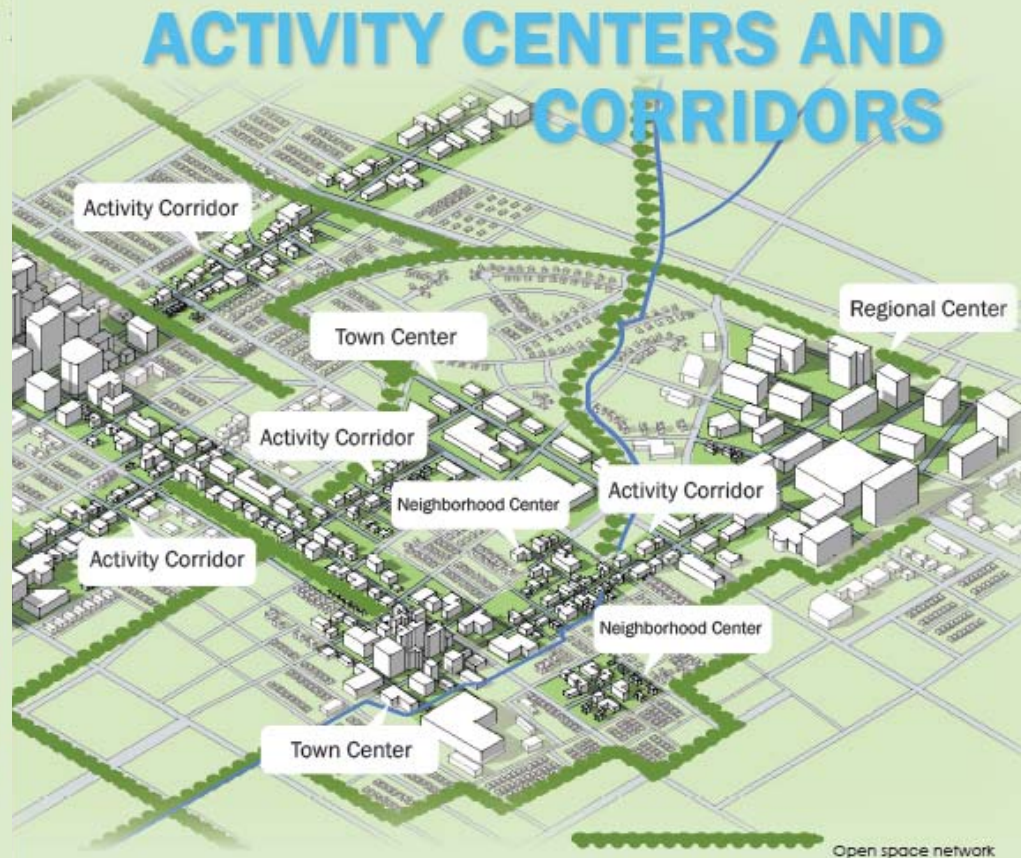 ACTIVITY CENTERS AND
CORRIDORS
Activity Corridor
Regional Center
Town Center
Activity Corridor
Neighborhood Center
Activity Corridor
Activity Corridor
Neighborhood Center
Town Center
Open space network